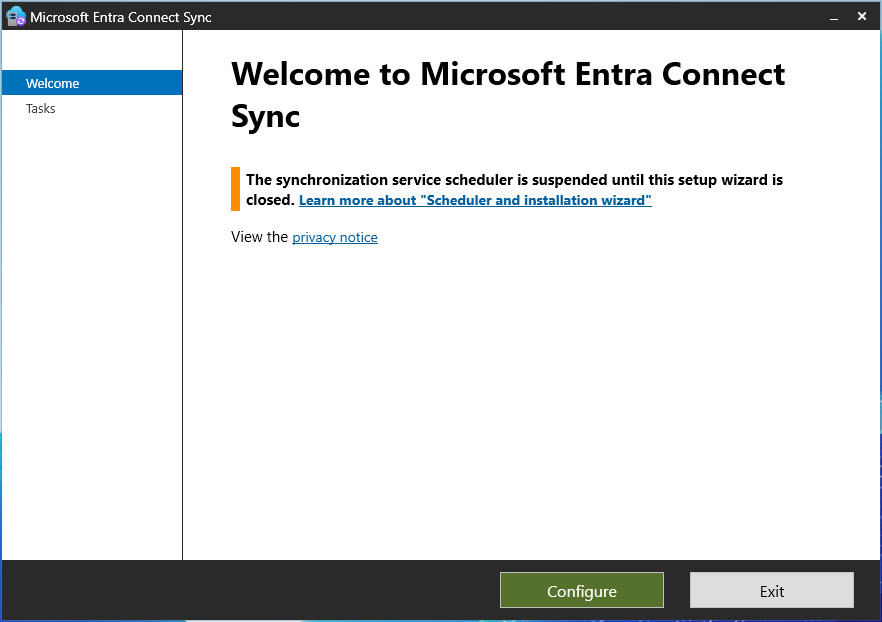 Microsoft Entra Connect Sync
Welcome
Tasks
Welcome to Microsoft Entra Connect
Sync
The synchronization service scheduler is suspended until this setup wizard is
closed. Learn more about "Scheduler and installation wizard"
View the privacy notice
Configure
Exit